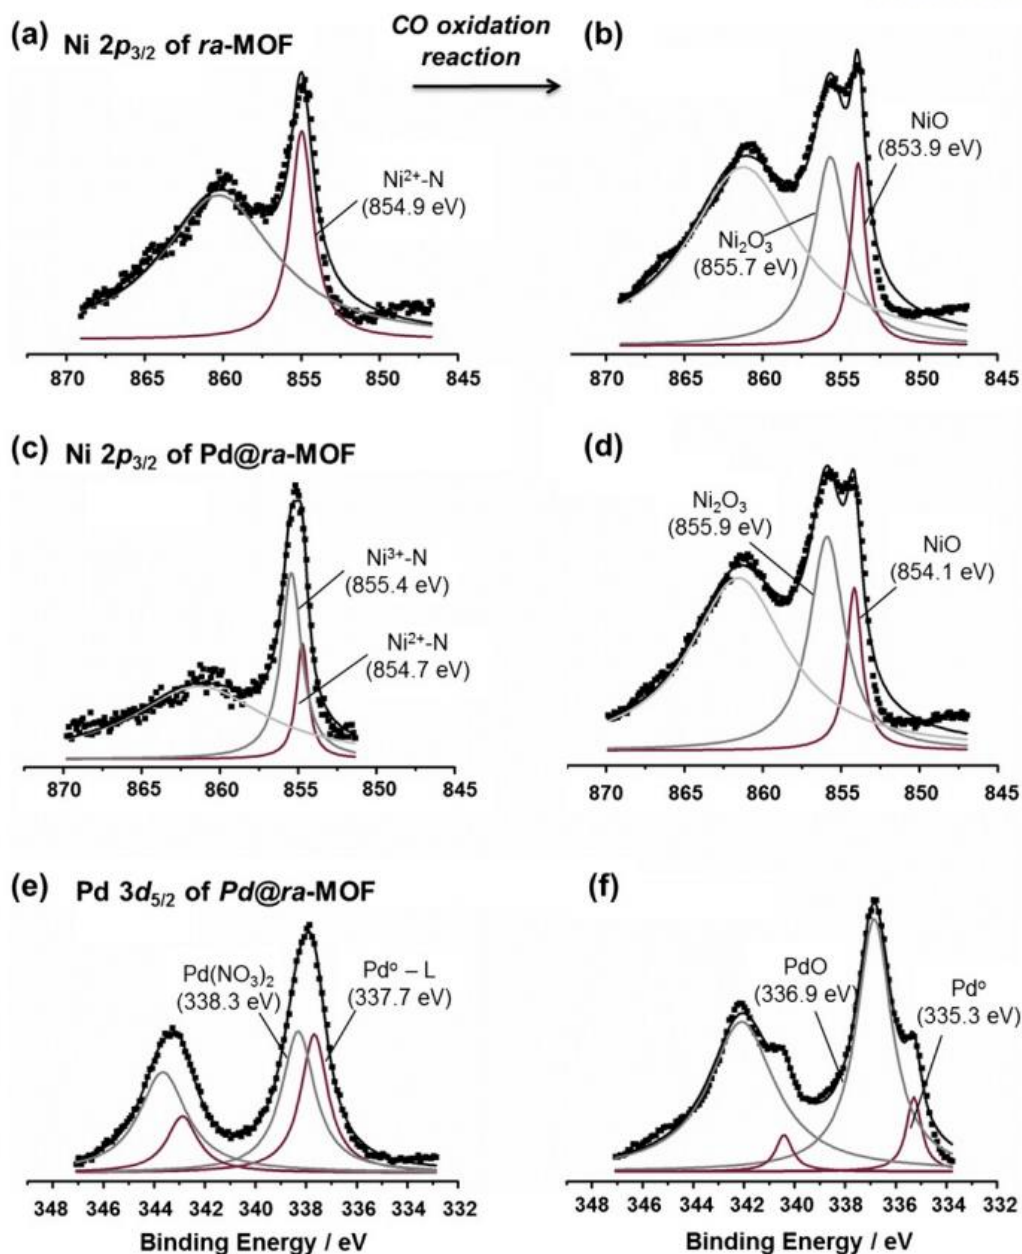 (a) Ni 2p3/2 of ra-MOF
CO oxidation
reaction
(b)
Ni²⁺-N
(854.9 eV)
NiO
(853.9 eV)
Ni₂O₃
(855.7 eV)
870 865 860 855 850 845
870 865 860 855 850 845
(c) Ni 2p3/2 of Pd@ra-MOF
(d)
Ni³⁺-N
(855.4 eV)
Ni²⁺-N
(854.7 eV)
Ni₂O₃
(855.9 eV)
NiO
(854.1 eV)
870 865 860 855 850 845
870 865 860 855 850 845
(e) Pd 3d5/2 of Pd@ra-MOF
(f)
Pd(NO₃)₂
(338.3 eV)
Pdº – L
(337.7 eV)
PdO
(336.9 eV)
Pdº
(335.3 eV)
348 346 344 342 340 338 336 334 332
348 346 344 342 340 338 336 334 332
Binding Energy / eV
Binding Energy / eV